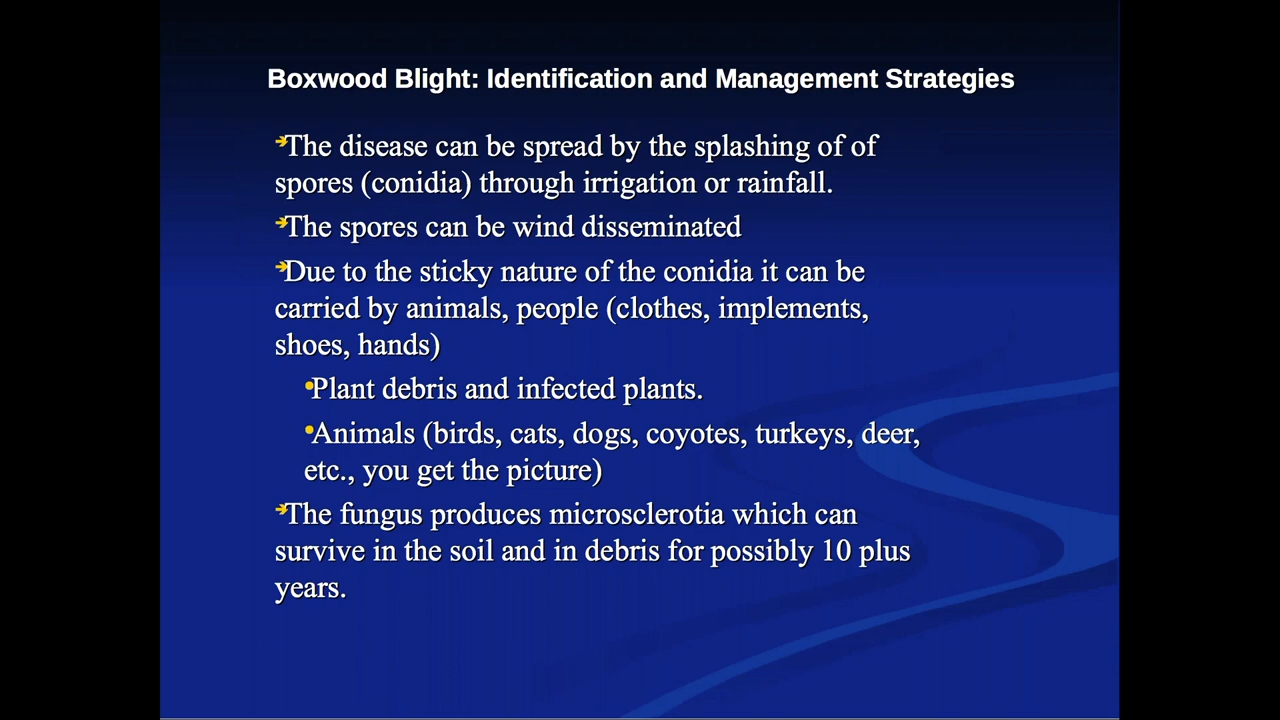 Boxwood Blight: Identification and Management Strategies
The disease can be spread by the splashing of of
spores (conidia) through irrigation or rainfall.
The spores can be wind disseminated
Due to the sticky nature of the conidia it can be
carried by animals, people (clothes, implements,
shoes, hands)
Plant debris and infected plants.
Animals (birds, cats, dogs, coyotes, turkeys, deer,
etc., you get the picture)
The fungus produces microsclerotia which can
survive in the soil and in debris for possibly 10 plus
years.